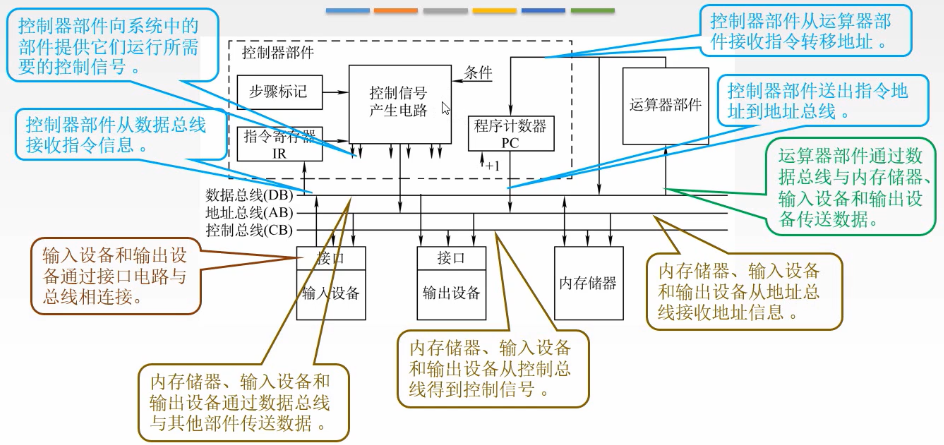 控制器部件向系统中的
部件提供它们运行所需
要的控制信号 。
控制器部件从运算器部
件接收指令转移地址 。
控制器部件
条件
步骤标记
控制信号
产生电路
运算器部件
控制器部件送出指令地
址到地址总线 。
控制器部件从数据总线
接收指令信息 。
指令寄存器
IR
程序计数器
PC
+1
运算器部件通过数
据总线与内存储器、
输入设备和输出设
备传送数据。
数据总线(DB)
地址总线(AB)
控制总线(CB)
输入设备和输出设
备通过接口电路与
总线相连接。
接口
输入设备
接口
输出设备
内存储器
内存储器、输入设备
和输出设备从地址总
线接收地址信息 。
内存储器、输入设备
和输出设备从控制总
线得到控制信号 。
内存储器、输入设备和
输出设备通过数据总线
与其他部件传送数据 。